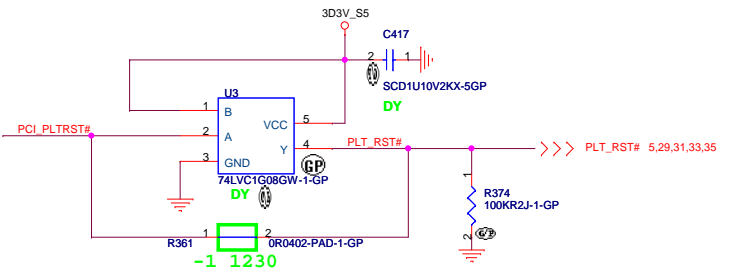 3D3V_S5
C417
2 1
SCD1U10V2KX-5GP
DY
U3
1 B
VCC 5
PCI_PLTRST# 2 A
Y 4 PLT_RST#
PLT_RST# 5,29,31,33,35
3 GND
GP
74LVC1G08GW-1-GP
DY
1
R374
100KR2J-1-GP
2
R361 1 2 0R0402-PAD-1-GP
-1 1230